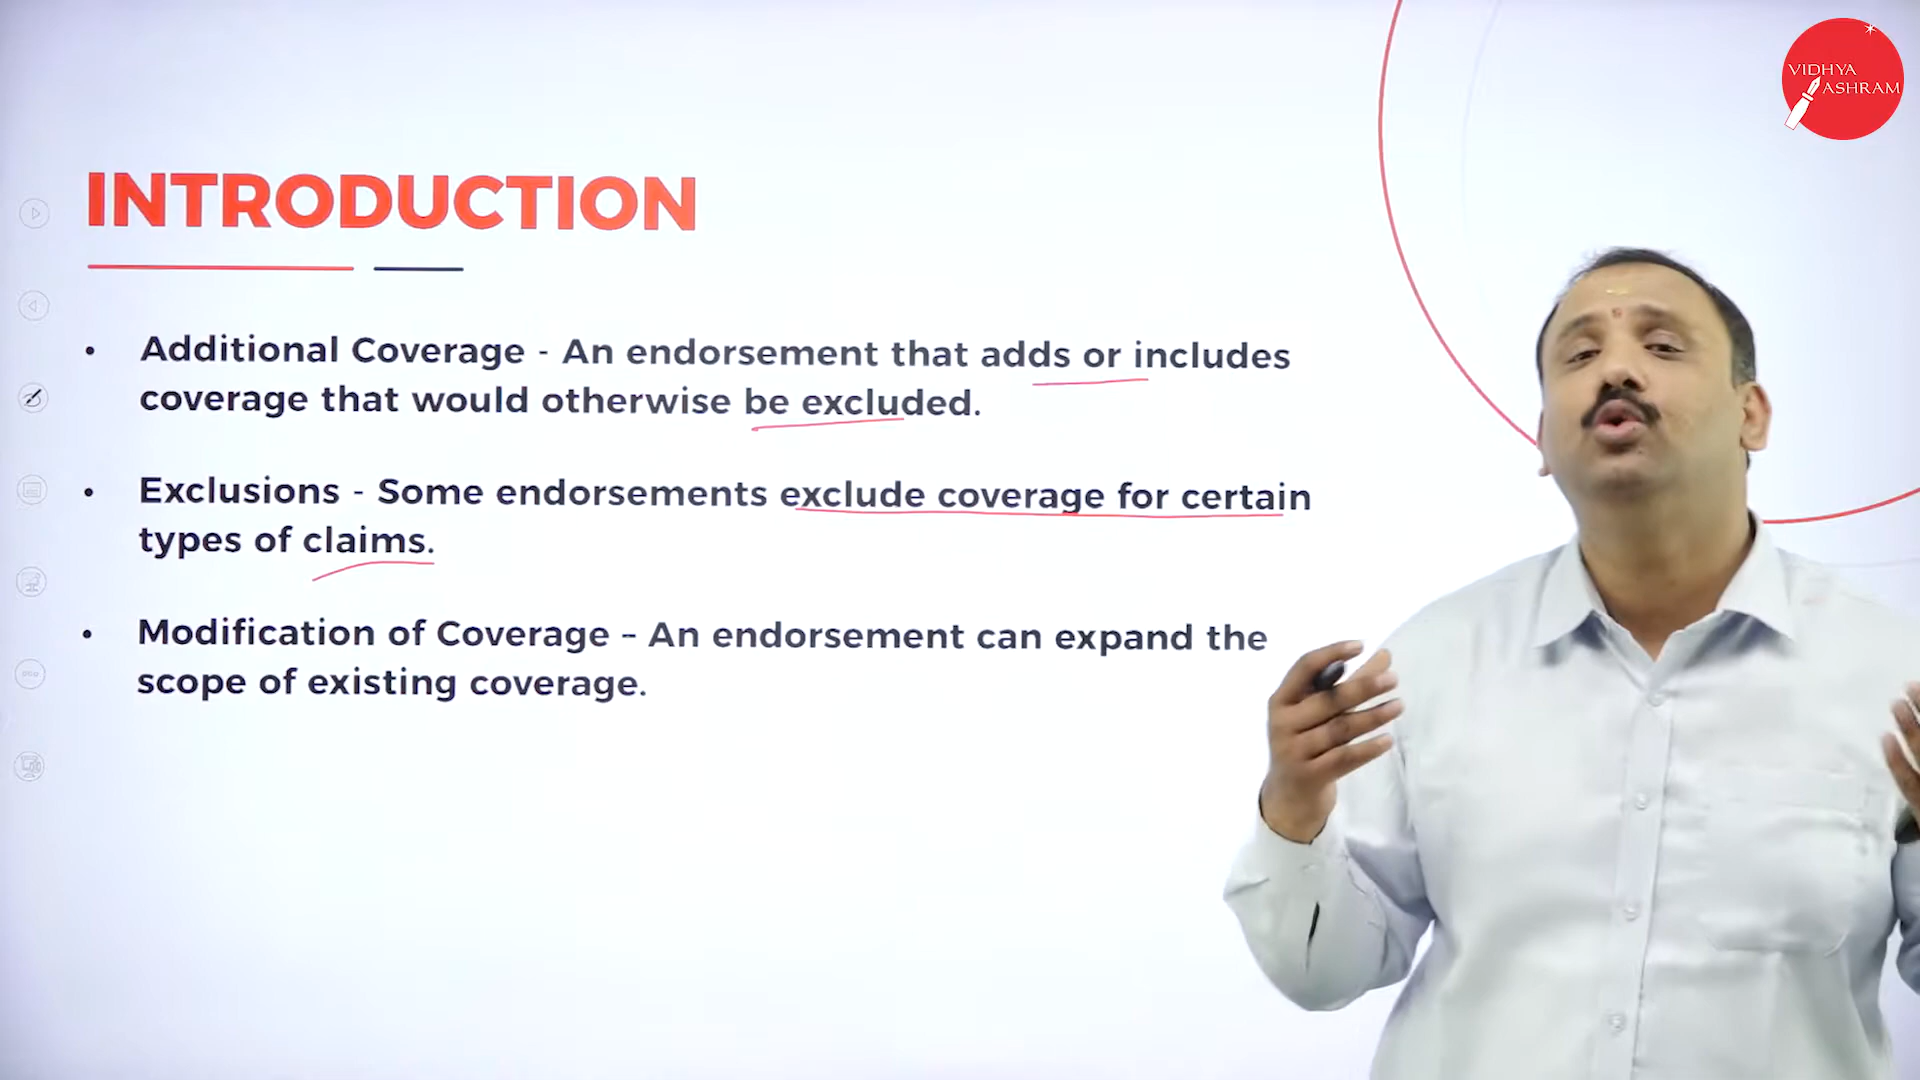 VIDHYA
ASHRAM
INTRODUCTION
• Additional Coverage - An endorsement that adds or includes
coverage that would otherwise be excluded.
• Exclusions - Some endorsements exclude coverage for certain
types of claims.
• Modification of Coverage – An endorsement can expand the
scope of existing coverage.